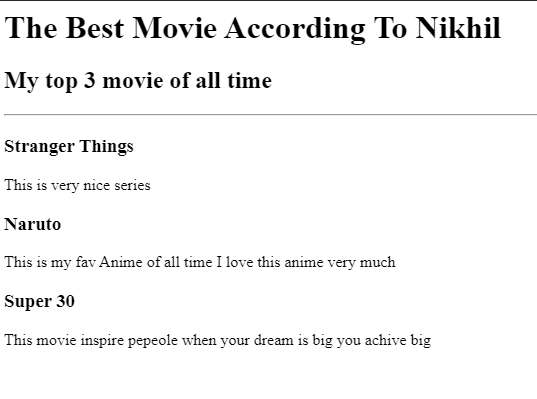 The Best Movie According To Nikhil
My top 3 movie of all time
Stranger Things
This is very nice series
Naruto
This is my fav Anime of all time I love this anime very much
Super 30
This movie inspire pepeole when your dream is big you achive big